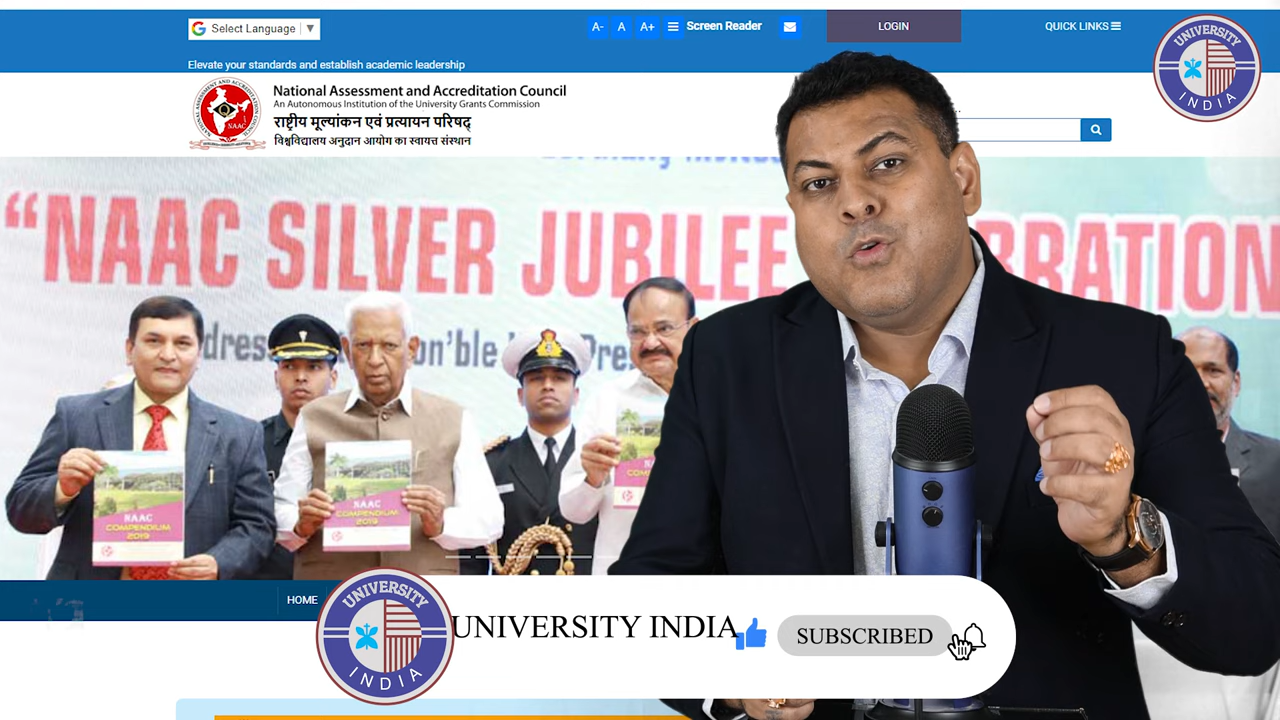 Select Language
A- A A+ Screen Reader
LOGIN
QUICK LINKS
Elevate your standards and establish academic leadership
National Assessment and Accreditation Council
An Autonomous Institution of the University Grants Commission
राष्ट्रीय मूल्यांकन एवं प्रत्यायन परिषद्
विश्वविद्यालय अनुदान आयोग का स्वायत्त संस्थान
NAAC
UNIVERSITY
INDIA
“NAAC SILVER JUBILEE BRATION
NAAC
COMPENDIUM
2019
NAAC
COMPENDIUM
2019
HOME
UNIVERSITY
INDIA
UNIVERSITY INDIA
SUBSCRIBED